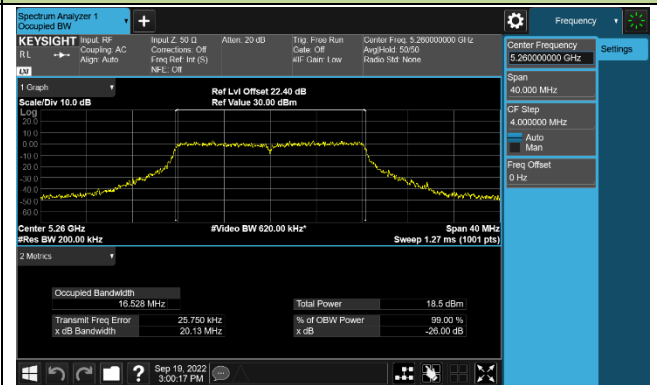 Spectrum Analyzer 1
Occupied BW
Frequency
KEYSIGHT
Input: RF
Coupling: AC
Align: Auto
Input Z: 50 Ω
Corrections: Off
Freq Ref: Int (S)
NFE: Off
Atten: 20 dB
Trig: Free Run
Gate: Off
#IF Gain: Low
Center Freq: 5.260000000 GHz
Avg|Hold: 50/50
Radio Std: None
R L
LXI
Center Frequency
5.260000000 GHz
Settings
Span
40.000 MHz
CF Step
4.000000 MHz
Auto
Man
Freq Offset
0 Hz
1 Graph
Scale/Div 10.0 dB
Ref Lvl Offset 22.40 dB
Ref Value 30.00 dBm
Log
20.0
10.0
0.00
-10.0
-20.0
-30.0
-40.0
-50.0
-60.0
Center 5.26 GHz
#Video BW 620.00 kHz*
Span 40 MHz
#Res BW 200.00 kHz
Sweep 1.27 ms (1001 pts)
2 Metrics
Occupied Bandwidth
16.528 MHz
Total Power 18.5 dBm
Transmit Freq Error 25.750 kHz
% of OBW Power 99.00 %
x dB Bandwidth 20.13 MHz
x dB -26.00 dB
Sep 19, 2022
3:00:17 PM